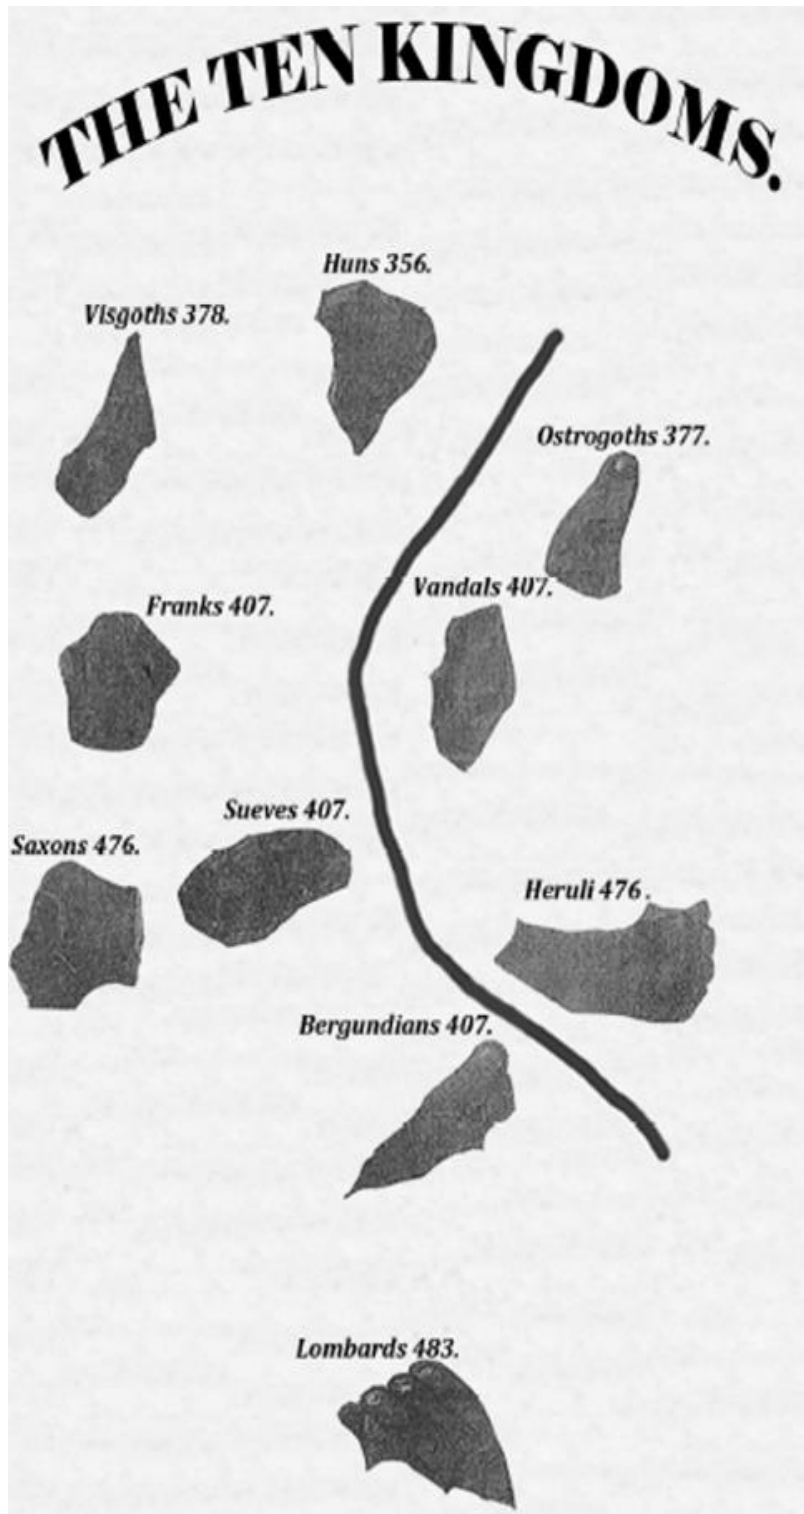 THE TEN KINGDOMS.
Huns 356.
Visgoths 378.
Ostrogoths 377.
Vandals 407.
Franks 407.
Sueves 407.
Saxons 476.
Heruli 476.
Bergundians 407.
Lombards 483.